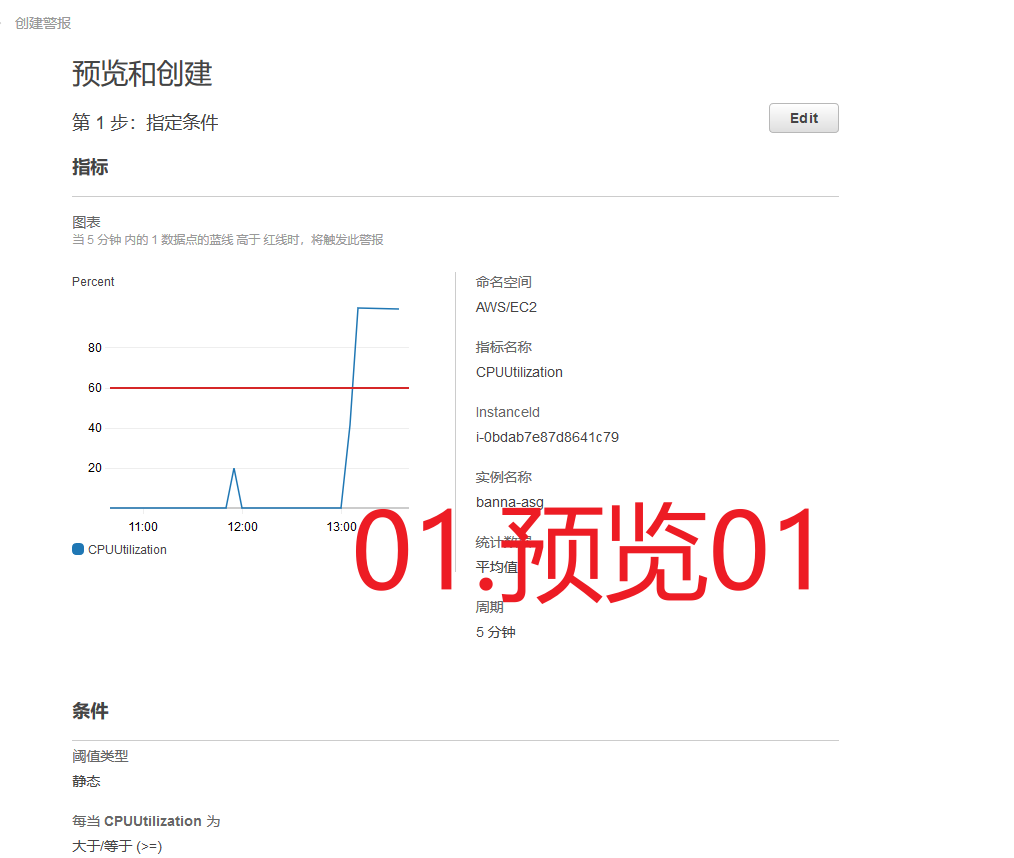 创建警报
预览和创建
第 1 步：指定条件
Edit
指标
图表
当 5 分钟 内的 1 数据点的蓝线 高于 红线时，将触发此警报
Percent
80
60
40
20
11:00
12:00
13:00
CPUUtilization
命名空间
AWS/EC2
指标名称
CPUUtilization
InstanceId
i-0bdab7e87d8641c79
实例名称
banna-asg
统计数据
平均值
周期
5 分钟
01.预览01
条件
阈值类型
静态
每当 CPUUtilization 为
大于/等于 (>=)